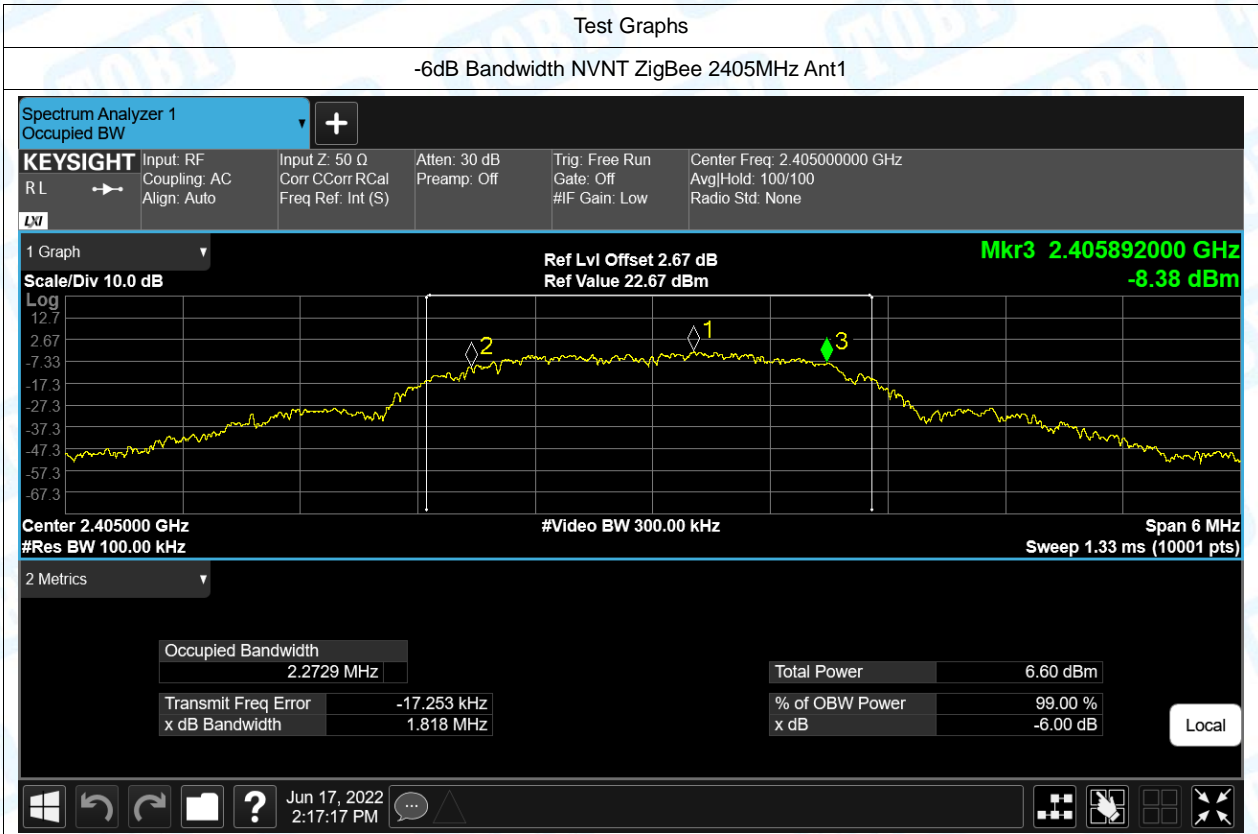 Test Graphs
-6dB Bandwidth NVNT ZigBee 2405MHz Ant1
Spectrum Analyzer 1
Occupied BW
KEYSIGHT
R L
LXI
Input: RF
Coupling: AC
Align: Auto
Input Z: 50 Ω
Corr CCorr RCal
Freq Ref: Int (S)
Atten: 30 dB
Preamp: Off
Trig: Free Run
Gate: Off
#IF Gain: Low
Center Freq: 2.405000000 GHz
Avg|Hold: 100/100
Radio Std: None
1 Graph
Ref Lvl Offset 2.67 dB
Mkr3 2.405892000 GHz
Scale/Div 10.0 dB
Ref Value 22.67 dBm
-8.38 dBm
Log
12.7
2.67
-7.33
-17.3
-27.3
-37.3
-47.3
-57.3
-67.3
2
1
3
Center 2.405000 GHz
#Video BW 300.00 kHz
Span 6 MHz
#Res BW 100.00 kHz
Sweep 1.33 ms (10001 pts)
2 Metrics
Occupied Bandwidth
2.2729 MHz
Total Power 6.60 dBm
Transmit Freq Error -17.253 kHz
% of OBW Power 99.00 %
x dB Bandwidth 1.818 MHz
x dB -6.00 dB
Local
?
Jun 17, 2022
2:17:17 PM
TOBY